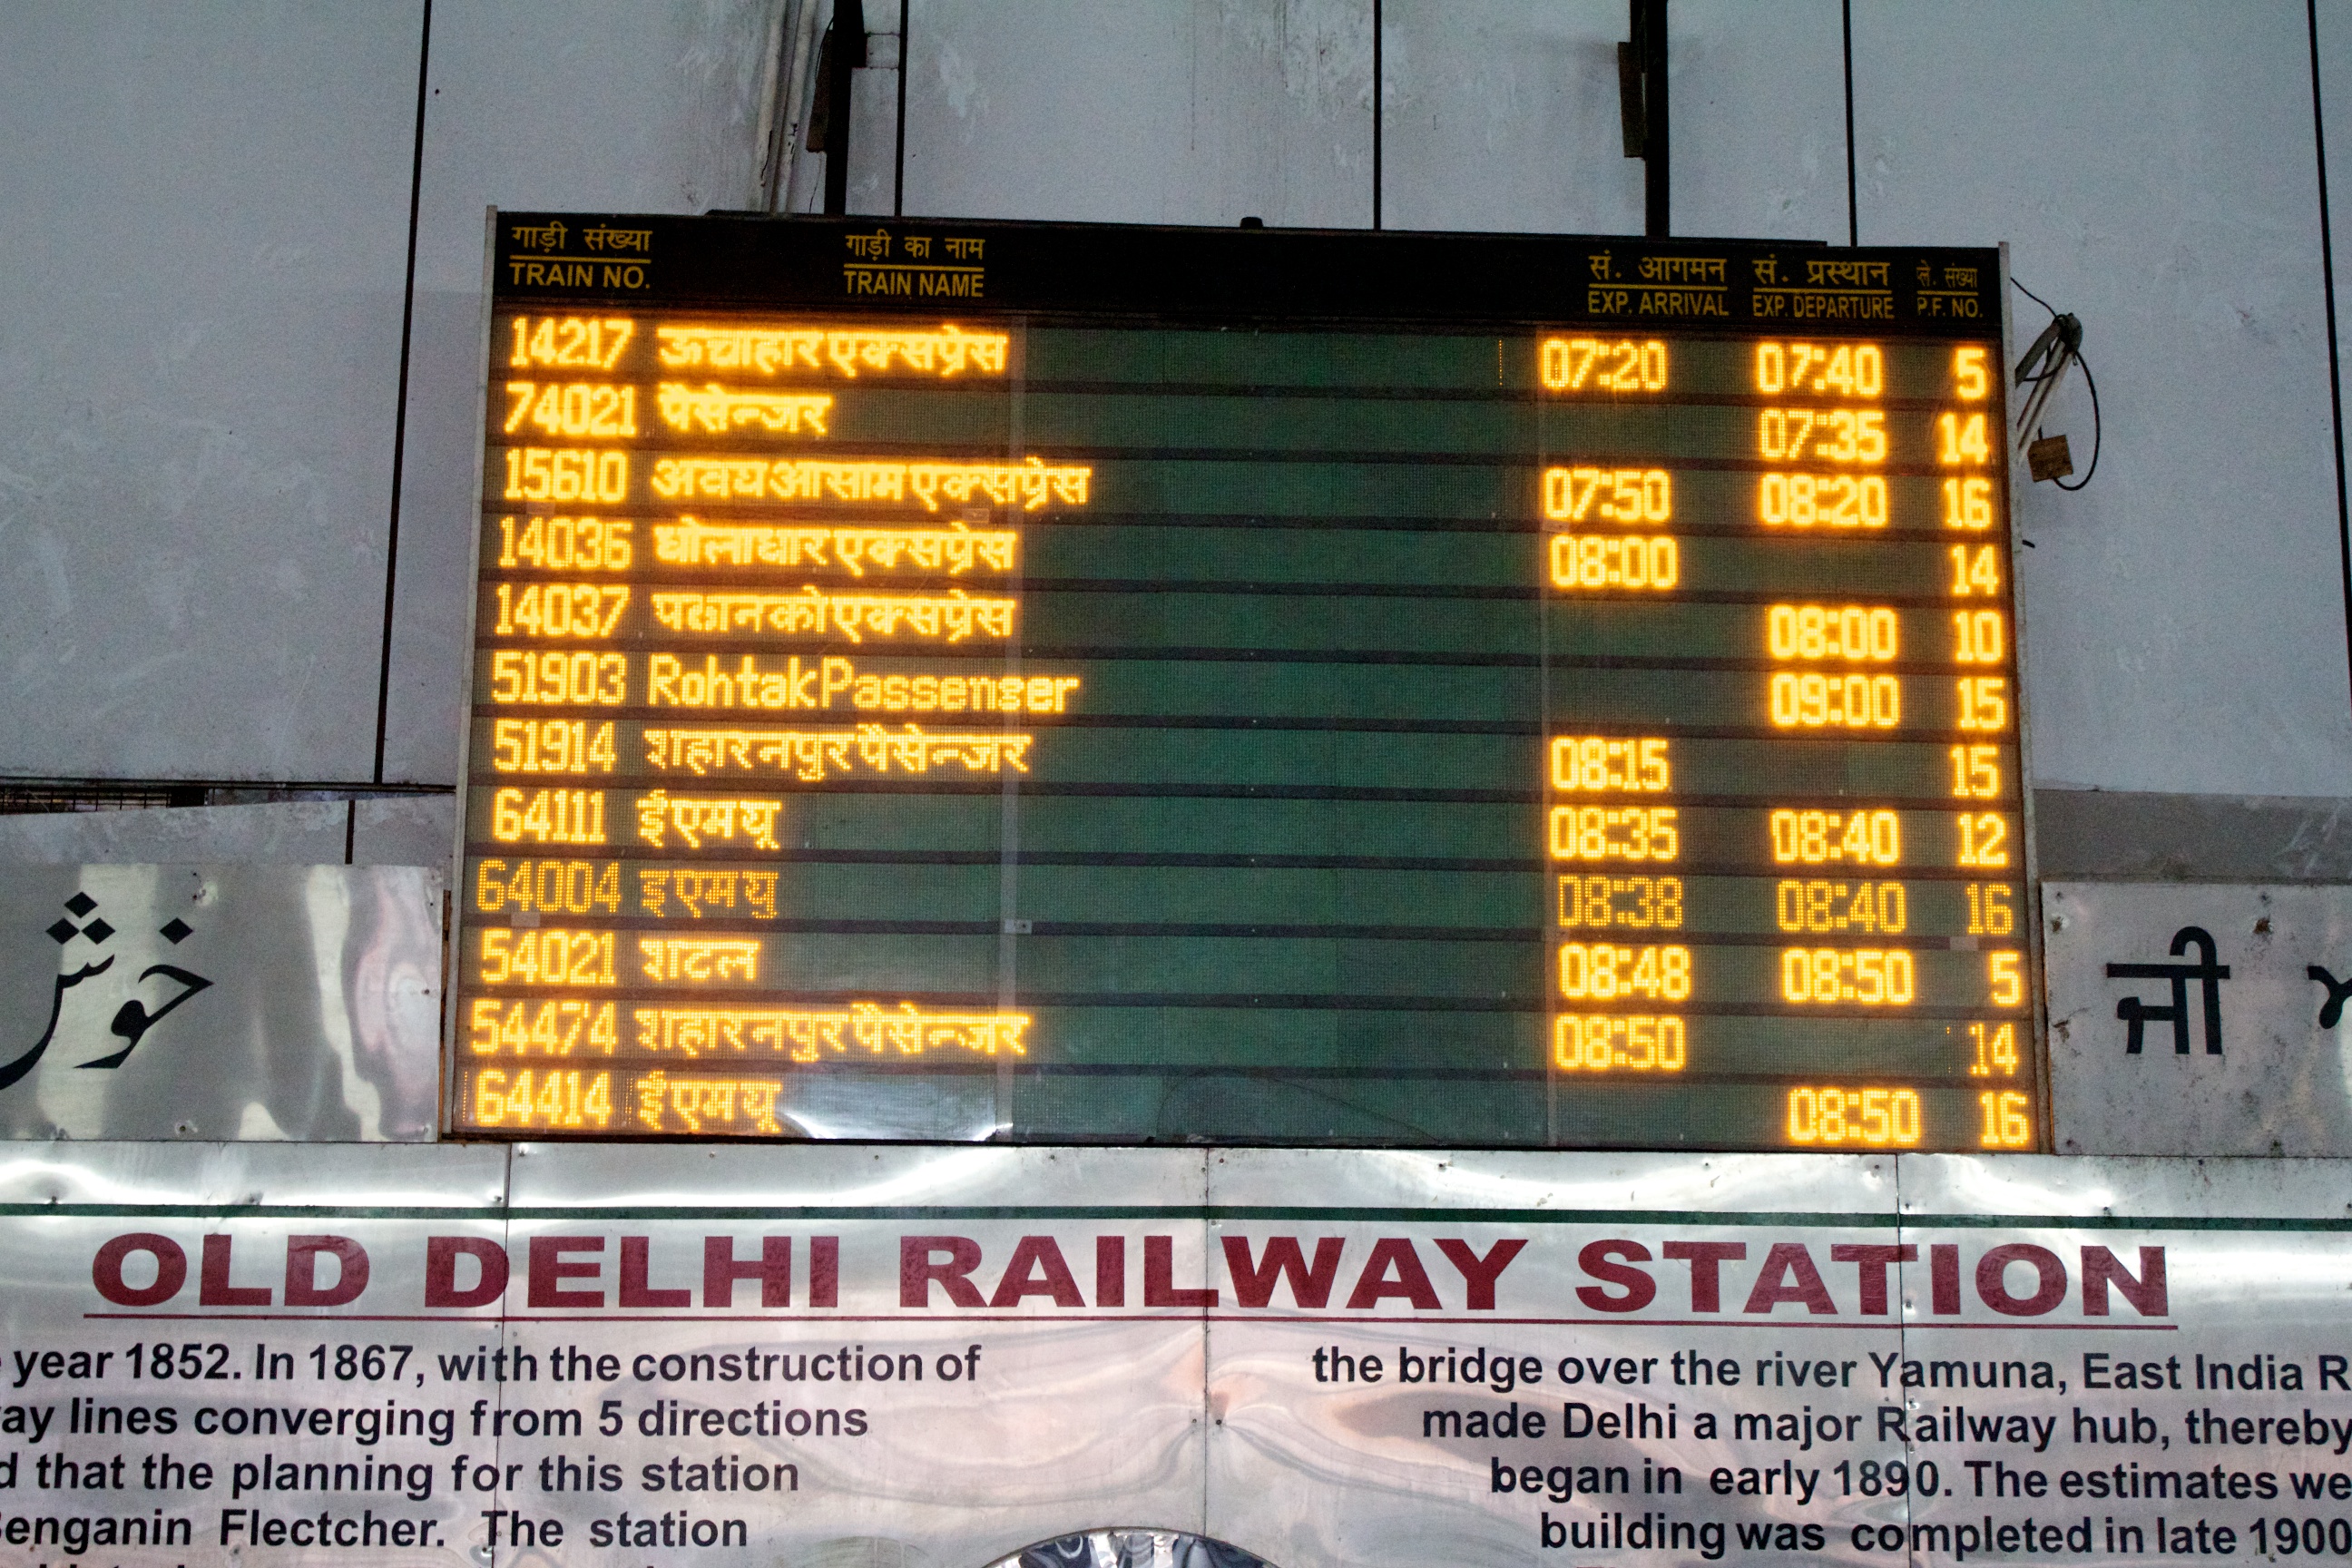 गाड़ी संख्या गाड़ी का नाम सं. आगमन सं. प्रस्थान प्ले. संख्या
TRAIN NO. TRAIN NAME EXP. ARRIVAL EXP. DEPARTURE P.F. NO.
14217 ऊचाहार एक्सप्रेस 07:20 07:40 5
74021 पैसेन्जर 07:35 14
15610 अवध आसाम एक्सप्रेस 07:50 08:20 16
14036 धोलाधार एक्सप्रेस 08:00 14
14037 पठानको एक्सप्रेस 08:00 10
51903 Rohtak Passenger 09:00 15
51914 शहारनपुर पैसेन्जर 08:15 15
64111 ईएमयू 08:35 08:40 12
64004 इएमयु 08:38 08:40 16
54021 शटल 08:48 08:50 5
54474 शहारनपुर पैसेन्जर 08:50 14
64414 ईएमयू 08:50 16
خوش
ਜੀ
OLD DELHI RAILWAY STATION
year 1852. In 1867, with the construction of the bridge over the river Yamuna, East India R
ay lines converging from 5 directions made Delhi a major Railway hub, thereby
d that the planning for this station began in early 1890. The estimates we
enganin Flectcher. The station building was completed in late 1900